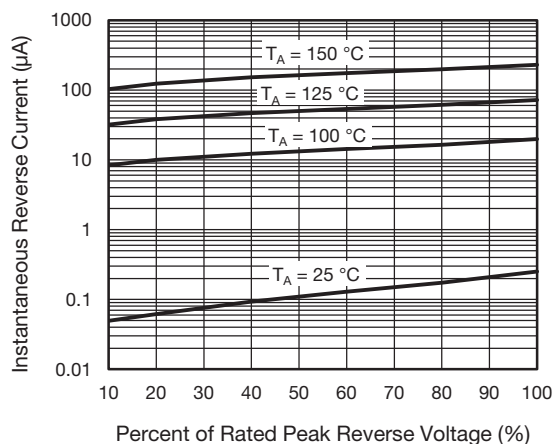 Instantaneous Reverse Current (µA)
1000
100
10
1
0.1
0.01
T_A = 150 °C
T_A = 125 °C
T_A = 100 °C
T_A = 25 °C
10 20 30 40 50 60 70 80 90 100
Percent of Rated Peak Reverse Voltage (%)